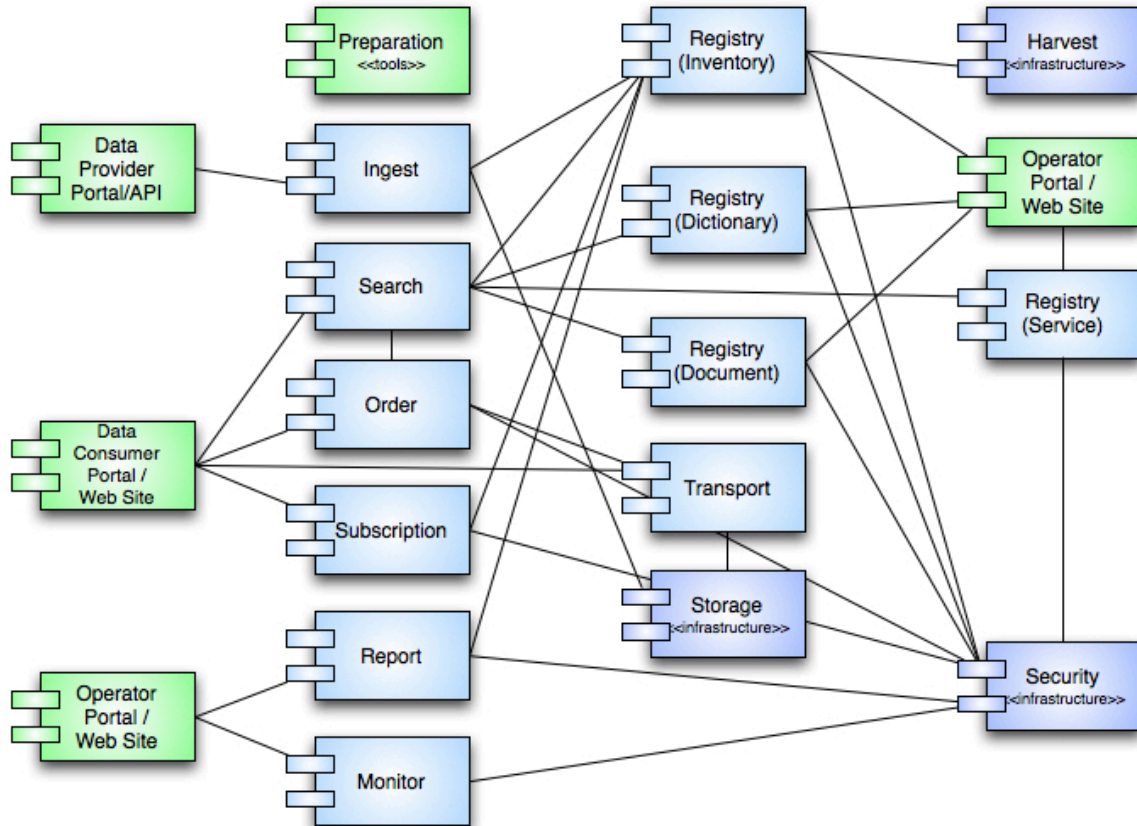 Preparation
<<tools>>
Registry
(Inventory)
Harvest
<<infrastructure>>
Data
Provider
Portal/API
Ingest
Registry
(Dictionary)
Operator
Portal /
Web Site
Search
Registry
(Document)
Registry
(Service)
Data
Consumer
Portal /
Web Site
Order
Transport
Subscription
Storage
<<infrastructure>>
Operator
Portal /
Web Site
Report
Security
<<infrastructure>>
Monitor